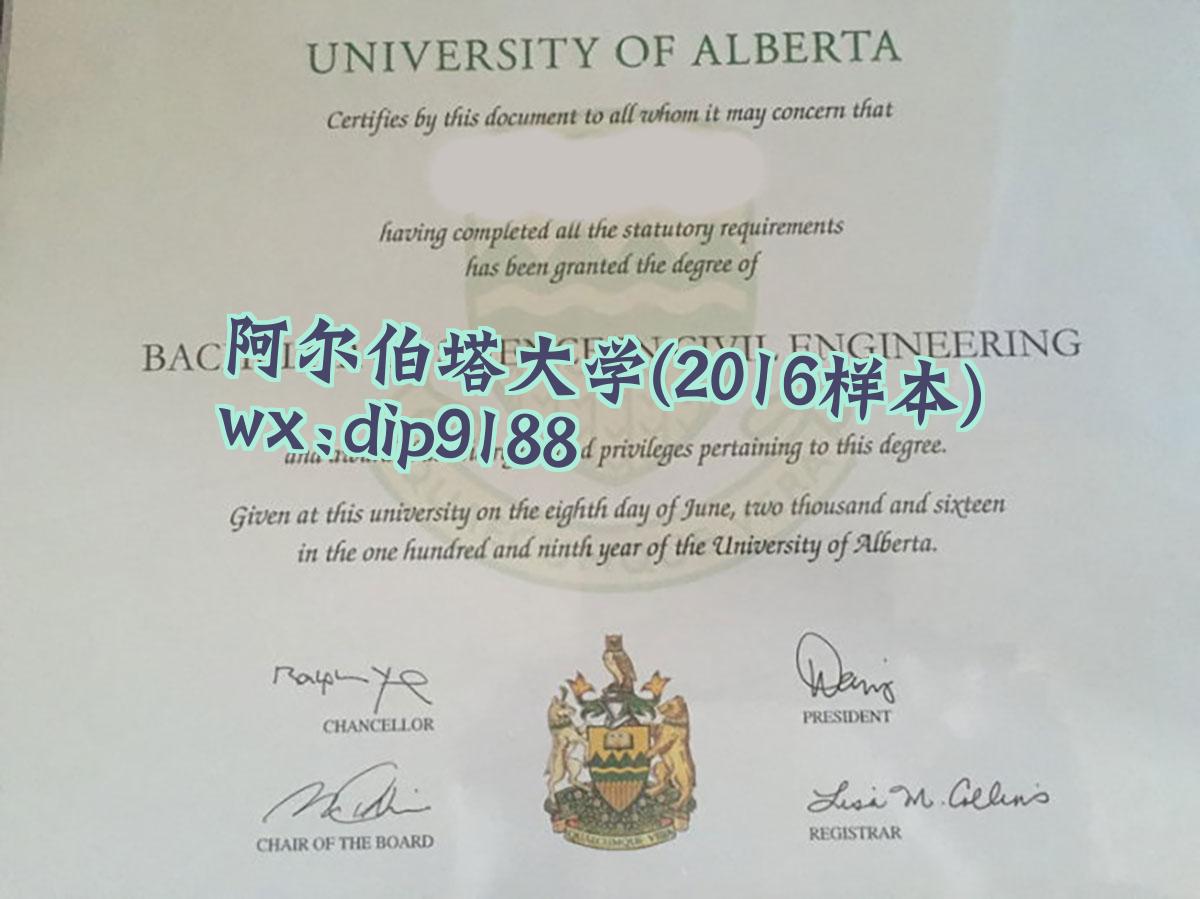 UNIVERSITY OF ALBERTA
Certifies by this document to all whom it may concern that
having completed all the statutory requirements
has been granted the degree of
ENGINEERING
阿尔伯塔大学(2016样本)
wx:dip9188
privileges pertaining to this degree.
Given at this university on the eighth day of June, two thousand and sixteen
in the one hundred and ninth year of the University of Alberta.
CHANCELLOR
PRESIDENT
Lisa M. Collins
CHAIR OF THE BOARD
REGISTRAR
QUAECUMQUE VERA